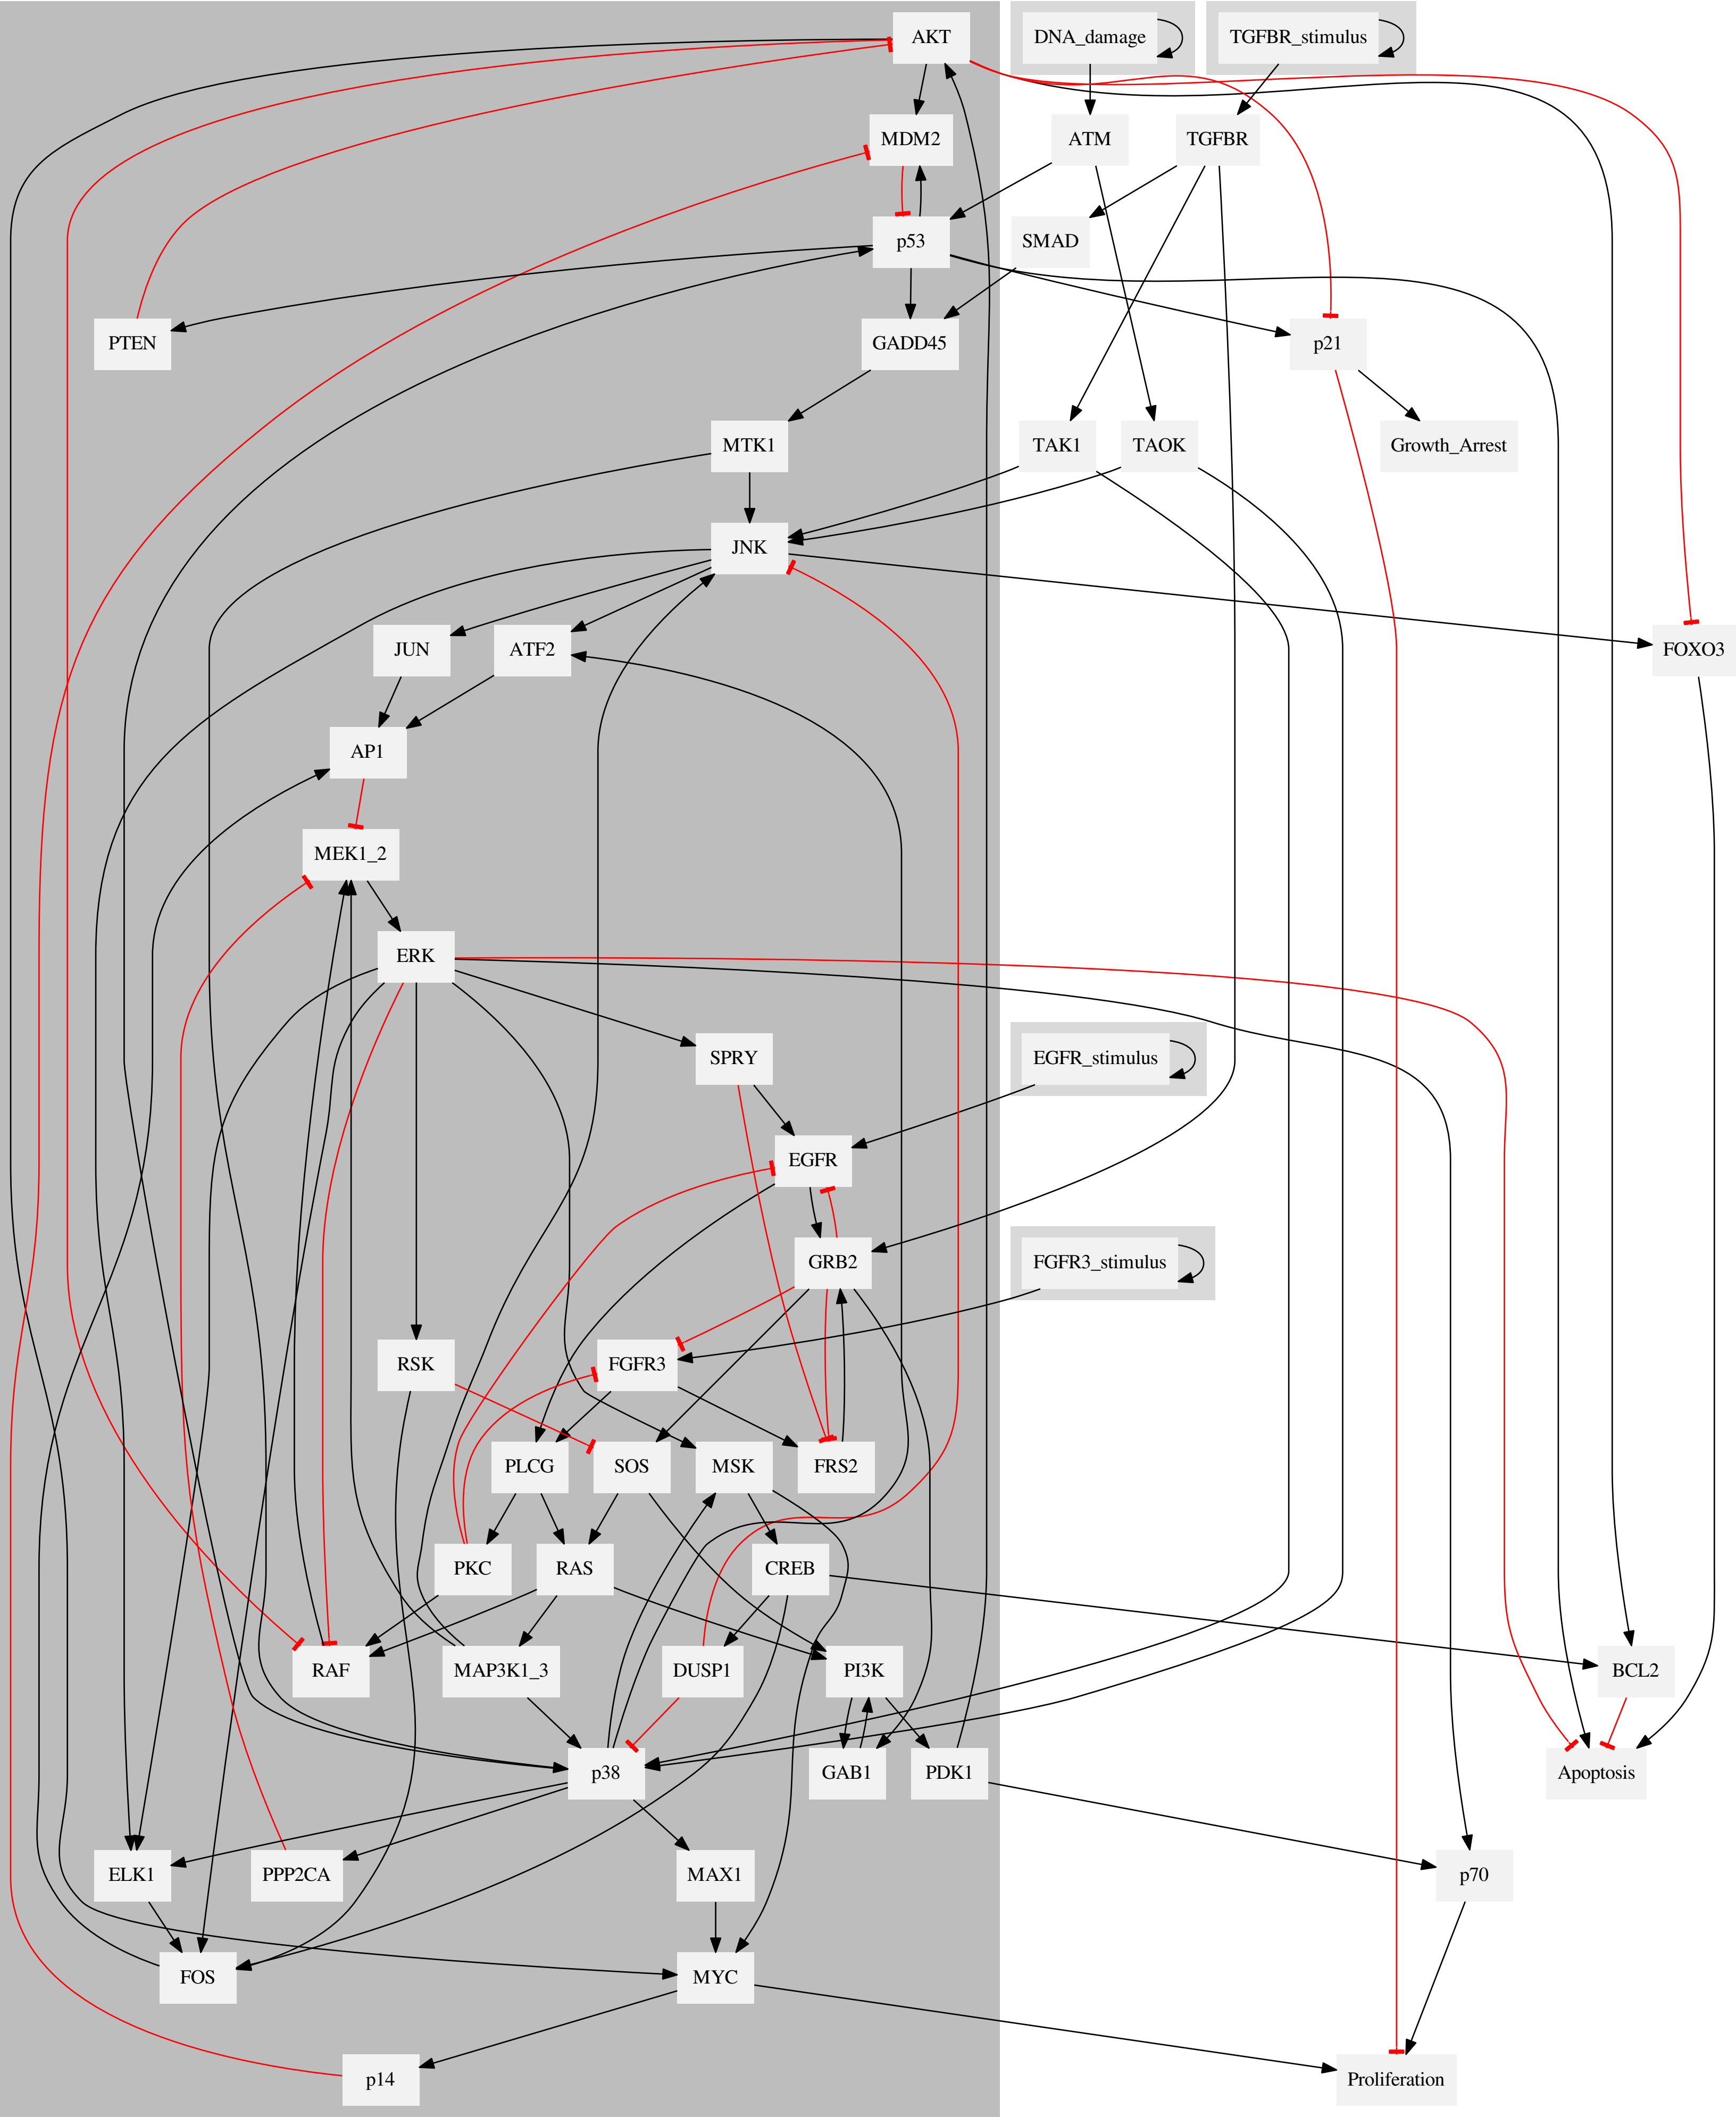 AKT
DNA_damage
TGFBR_stimulus
MDM2
ATM
TGFBR
p53
SMAD
PTEN
GADD45
p21
MTK1
TAK1
TAOK
Growth_Arrest
JNK
JUN
ATF2
FOXO3
AP1
MEK1_2
ERK
SPRY
EGFR_stimulus
EGFR
GRB2
FGFR3_stimulus
RSK
FGFR3
PLCG
SOS
MSK
FRS2
PKC
RAS
CREB
RAF
MAP3K1_3
DUSP1
PI3K
BCL2
p38
GAB1
PDK1
Apoptosis
ELK1
PPP2CA
MAX1
p70
FOS
MYC
p14
Proliferation